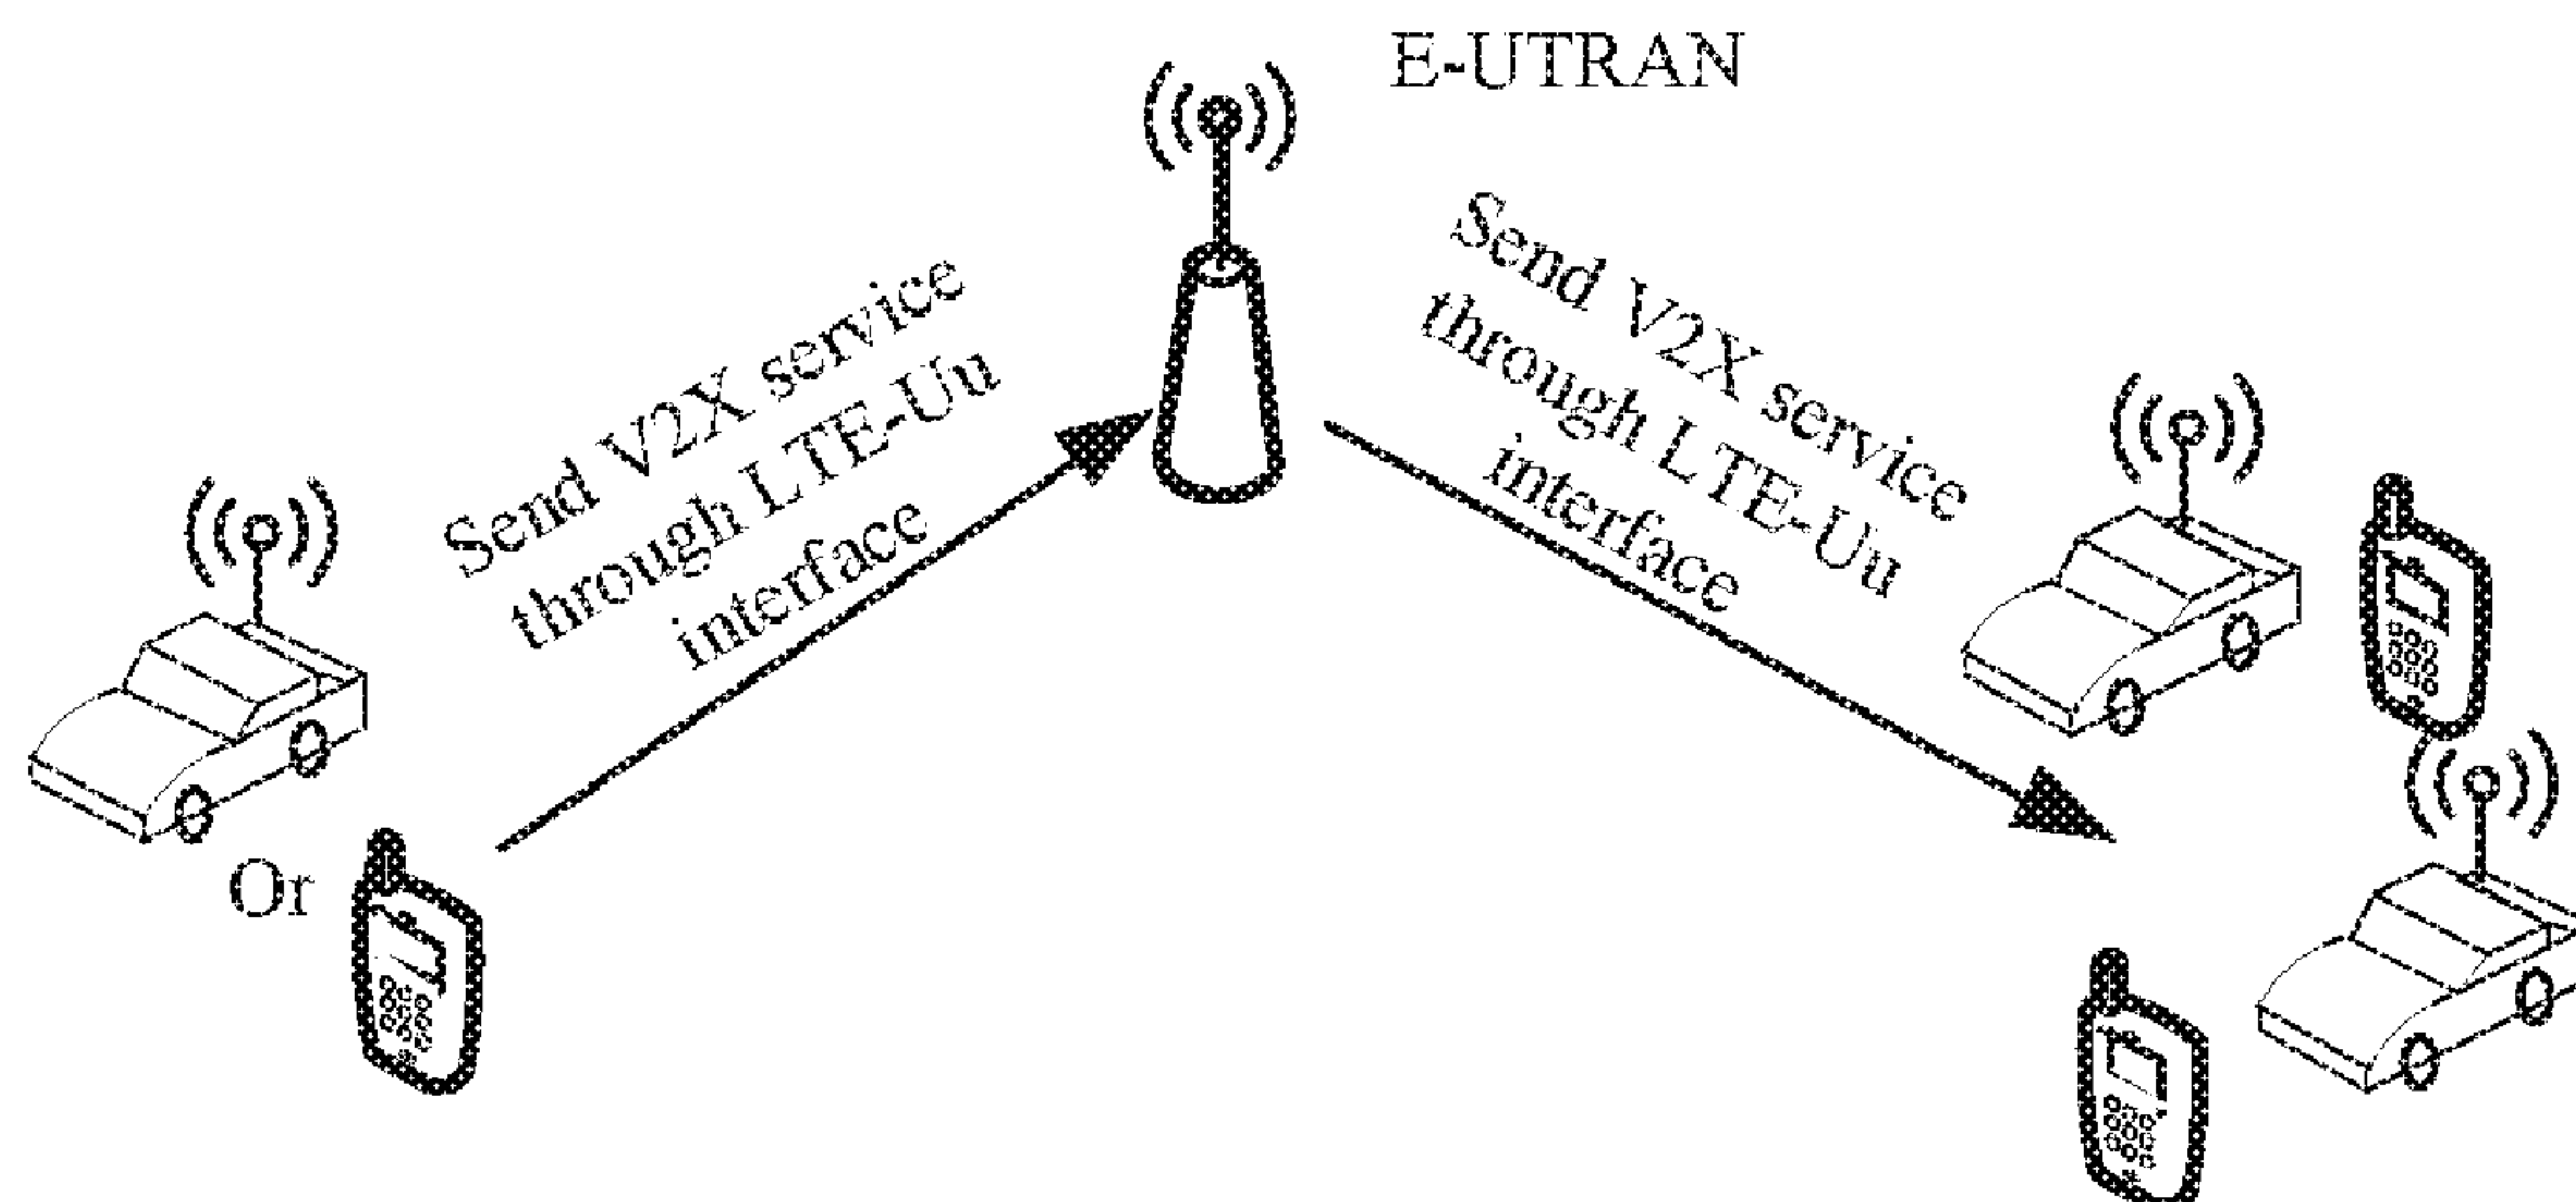 E-UTRAN
Send V2X service
through LTE-Uu
interface
Send V2X service
through LTE-Uu
interface
Or